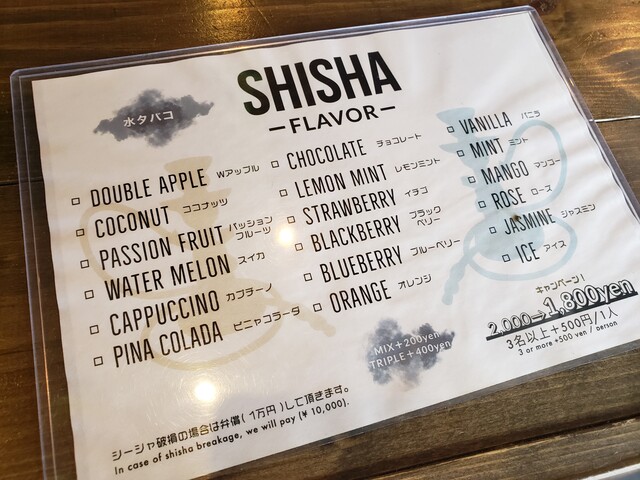 SHISHA
-FLAVOR-
水タバコ
□ DOUBLE APPLE Wアップル
□ COCONUT ココナッツ
□ PASSION FRUIT パッション フルーツ
□ WATER MELON スイカ
□ CAPPUCCINO カプチーノ
□ PINA COLADA ピニャコラーダ
□ CHOCOLATE チョコレート
□ LEMON MINT レモンミント
□ STRAWBERRY イチゴ
□ BLACKBERRY ブラック ベリー
□ BLUEBERRY ブルーベリー
□ ORANGE オレンジ
□ VANILLA バニラ
□ MINT ミント
□ MANGO マンゴー
□ ROSE ローズ
□ JASMINE ジャスミン
□ ICE アイス
MIX+200yen
TRIPLE+400yen
キャンペーン!
2,000→1,800yen
3名以上+500円/1人
3 or more +500 yen / person
シーシャ破損の場合は弁償(1万円)して頂きます。
In case of shisha breakage, we will pay (¥ 10,000).